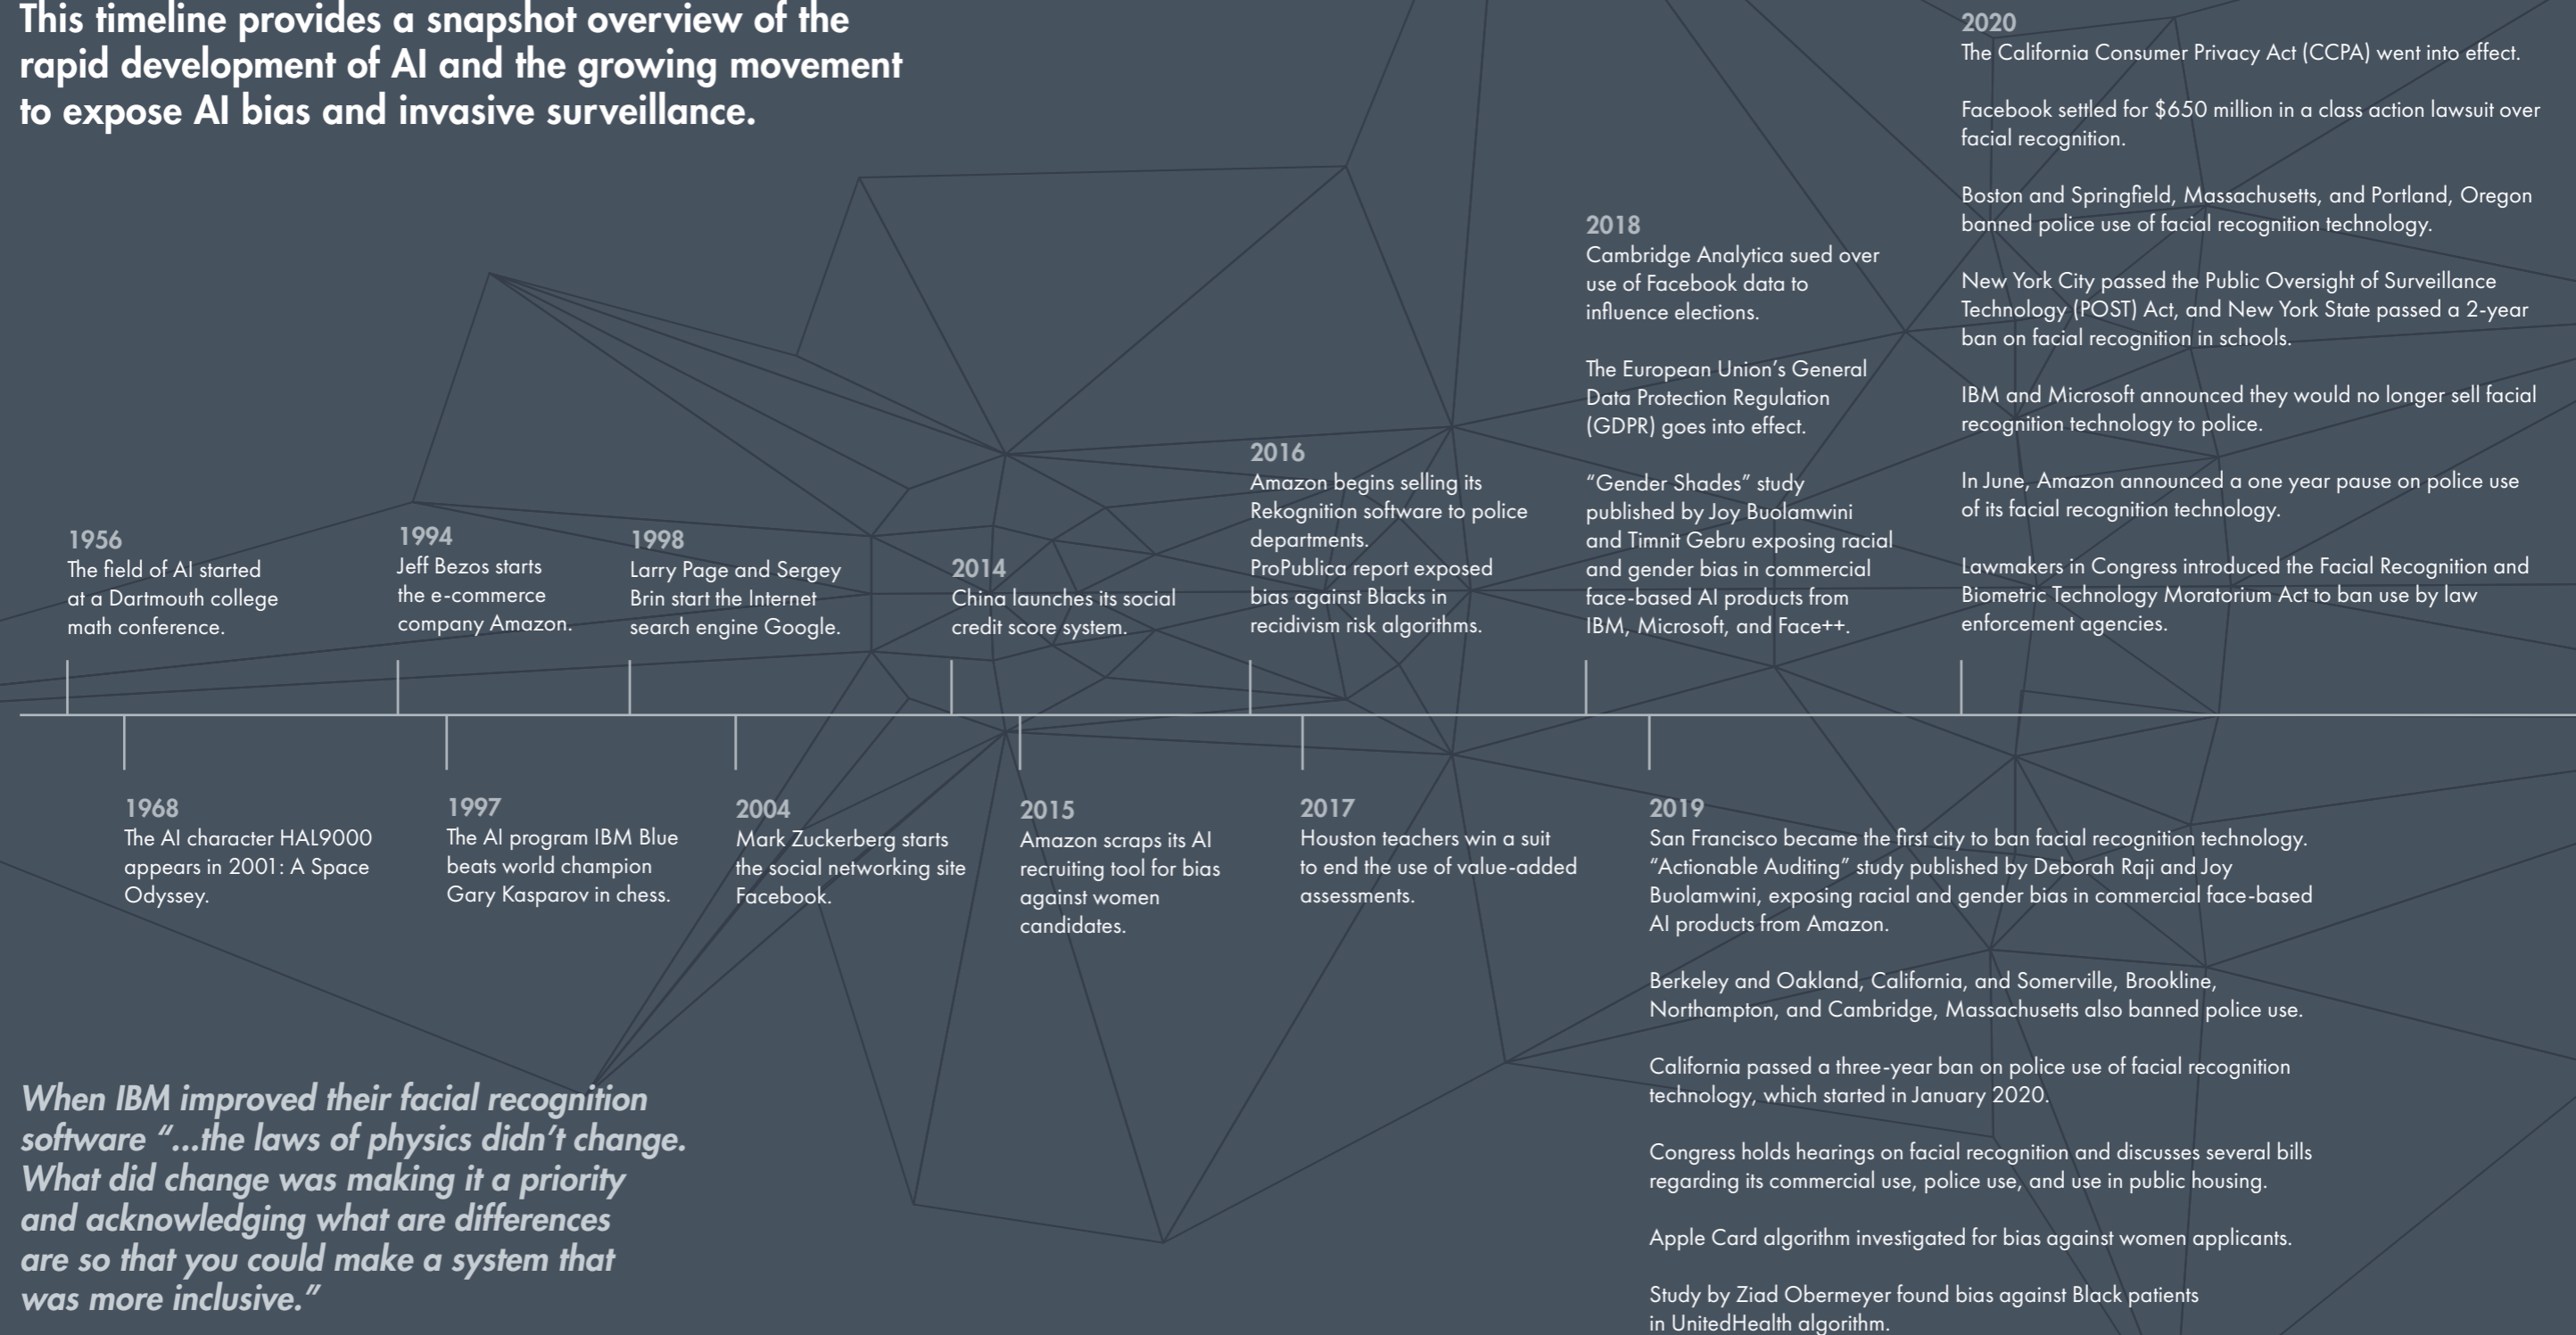 This timeline provides a snapshot overview of the
rapid development of AI and the growing movement
to expose AI bias and invasive surveillance.
1956
The field of AI started
at a Dartmouth college
math conference.
1968
The AI character HAL9000
appears in 2001: A Space
Odyssey.
1994
Jeff Bezos starts
the e-commerce
company Amazon.
1997
The AI program IBM Blue
beats world champion
Gary Kasparov in chess.
1998
Larry Page and Sergey
Brin start the Internet
search engine Google.
2004
Mark Zuckerberg starts
the social networking site
Facebook.
2014
China launches its social
credit score system.
2015
Amazon scraps its AI
recruiting tool for bias
against women
candidates.
2016
Amazon begins selling its
Rekognition software to police
departments.
ProPublica report exposed
bias against Blacks in
recidivism risk algorithms.
2017
Houston teachers win a suit
to end the use of value-added
assessments.
2018
Cambridge Analytica sued over
use of Facebook data to
influence elections.
The European Union’s General
Data Protection Regulation
(GDPR) goes into effect.
“Gender Shades” study
published by Joy Buolamwini
and Timnit Gebru exposing racial
and gender bias in commercial
face-based AI products from
IBM, Microsoft, and Face++.
2019
San Francisco became the first city to ban facial recognition technology.
“Actionable Auditing” study published by Deborah Raji and Joy
Buolamwini, exposing racial and gender bias in commercial face-based
AI products from Amazon.
Berkeley and Oakland, California, and Somerville, Brookline,
Northampton, and Cambridge, Massachusetts also banned police use.
California passed a three-year ban on police use of facial recognition
technology, which started in January 2020.
Congress holds hearings on facial recognition and discusses several bills
regarding its commercial use, police use, and use in public housing.
Apple Card algorithm investigated for bias against women applicants.
Study by Ziad Obermeyer found bias against Black patients
in UnitedHealth algorithm.
2020
The California Consumer Privacy Act (CCPA) went into effect.
Facebook settled for $650 million in a class action lawsuit over
facial recognition.
Boston and Springfield, Massachusetts, and Portland, Oregon
banned police use of facial recognition technology.
New York City passed the Public Oversight of Surveillance
Technology (POST) Act, and New York State passed a 2-year
ban on facial recognition in schools.
IBM and Microsoft announced they would no longer sell facial
recognition technology to police.
In June, Amazon announced a one year pause on police use
of its facial recognition technology.
Lawmakers in Congress introduced the Facial Recognition and
Biometric Technology Moratorium Act to ban use by law
enforcement agencies.
When IBM improved their facial recognition
software “...the laws of physics didn’t change.
What did change was making it a priority
and acknowledging what are differences
are so that you could make a system that
was more inclusive.”